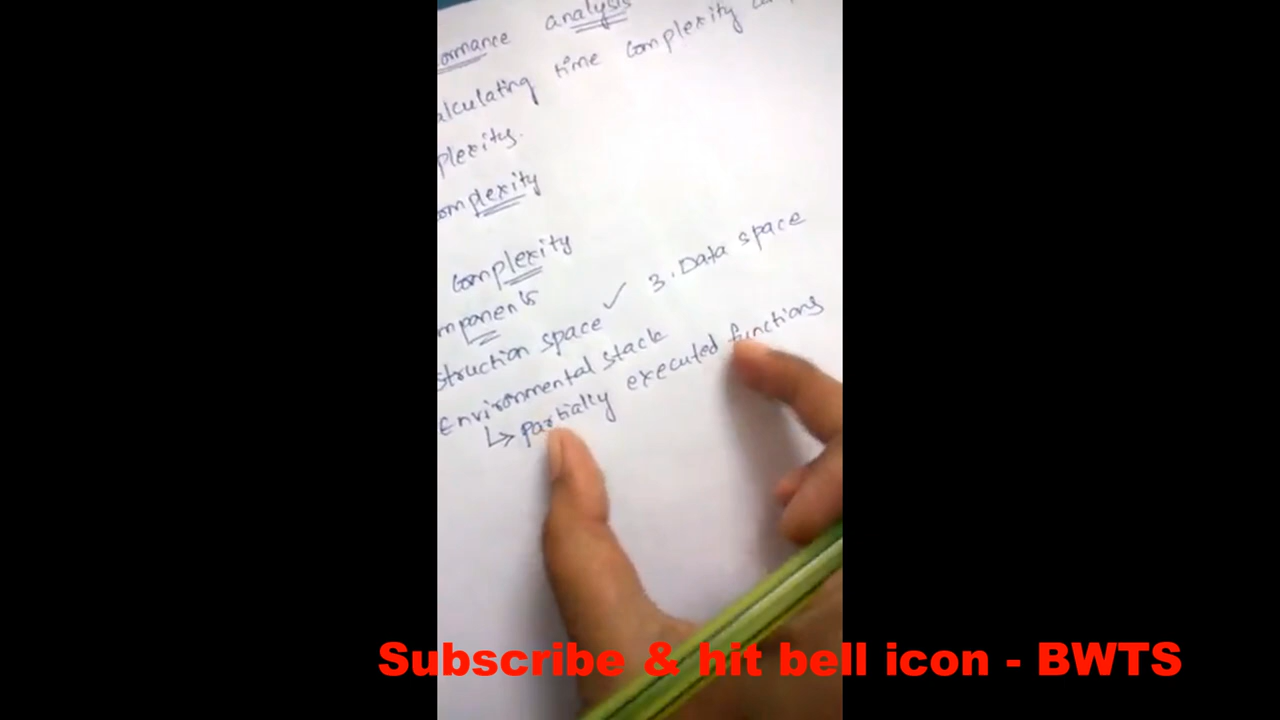 ormance analysis
alculating time complexity
plexity.
omplexity
complexity
mponents
struction space ✓ 3. Data space
Environmental stack
↳ partially executed functions
Subscribe & hit bell icon - BWTS